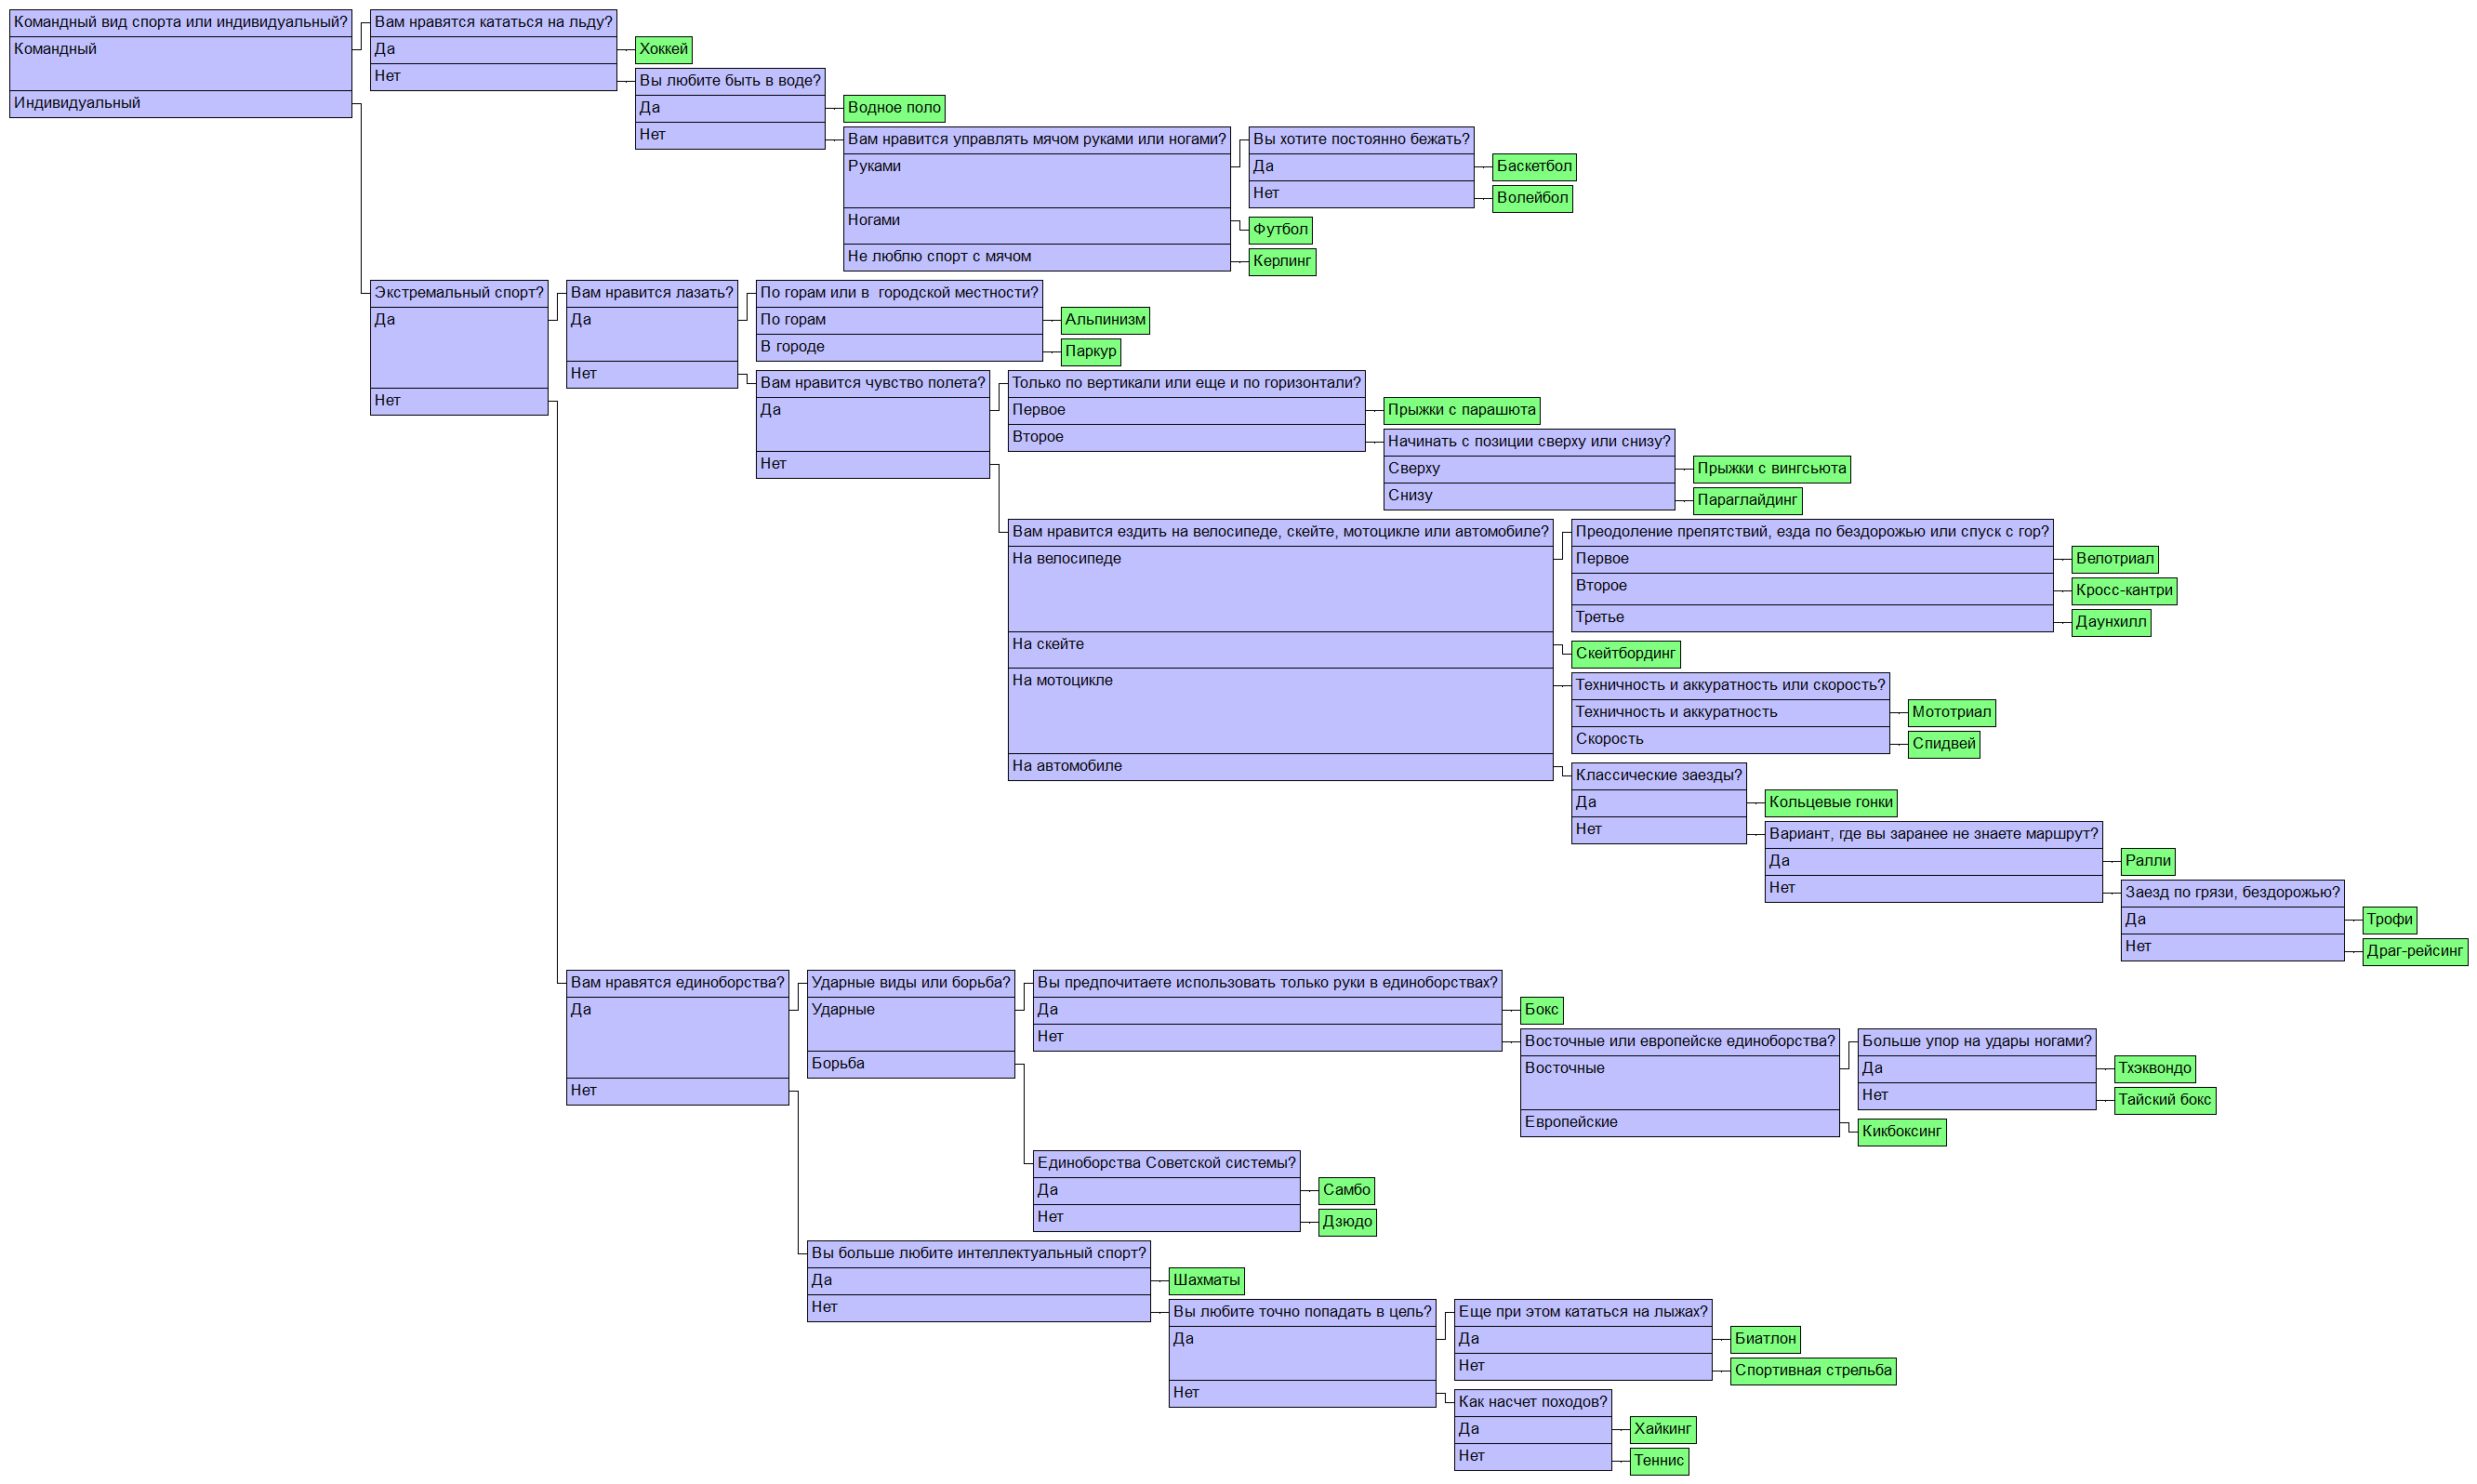 Командный вид спорта или индивидуальный?
Командный
Индивидуальный
Вам нравятся кататься на льду?
Да
Нет
Хоккей
Вы любите быть в воде?
Да
Нет
Водное поло
Вам нравится управлять мячом руками или ногами?
Руками
Ногами
Не люблю спорт с мячом
Вы хотите постоянно бежать?
Да
Нет
Баскетбол
Волейбол
Футбол
Керлинг
Экстремальный спорт?
Да
Нет
Вам нравится лазать?
Да
Нет
По горам или в  городской местности?
По горам
В городе
Альпинизм
Паркур
Вам нравится чувство полета?
Да
Нет
Только по вертикали или еще и по горизонтали?
Первое
Второе
Прыжки с парашюта
Начинать с позиции сверху или снизу?
Сверху
Снизу
Прыжки с вингсьюта
Параглайдинг
Вам нравится ездить на велосипеде, скейте, мотоцикле или автомобиле?
На велосипеде
На скейте
На мотоцикле
На автомобиле
Преодоление препятствий, езда по бездорожью или спуск с гор?
Первое
Второе
Третье
Велотриал
Кросс-кантри
Даунхилл
Скейтбординг
Техничность и аккуратность или скорость?
Техничность и аккуратность
Скорость
Мототриал
Спидвей
Классические заезды?
Да
Нет
Кольцевые гонки
Вариант, где вы заранее не знаете маршрут?
Да
Нет
Ралли
Заезд по грязи, бездорожью?
Да
Нет
Трофи
Драг-рейсинг
Вам нравятся единоборства?
Да
Нет
Ударные виды или борьба?
Ударные
Борьба
Вы предпочитаете использовать только руки в единоборствах?
Да
Нет
Бокс
Восточные или европейске единоборства?
Восточные
Европейские
Больше упор на удары ногами?
Да
Нет
Тхэквондо
Тайский бокс
Кикбоксинг
Единоборства Советской системы?
Да
Нет
Самбо
Дзюдо
Вы больше любите интеллектуальный спорт?
Да
Нет
Шахматы
Вы любите точно попадать в цель?
Да
Нет
Еще при этом кататься на лыжах?
Да
Нет
Биатлон
Спортивная стрельба
Как насчет походов?
Да
Нет
Хайкинг
Теннис